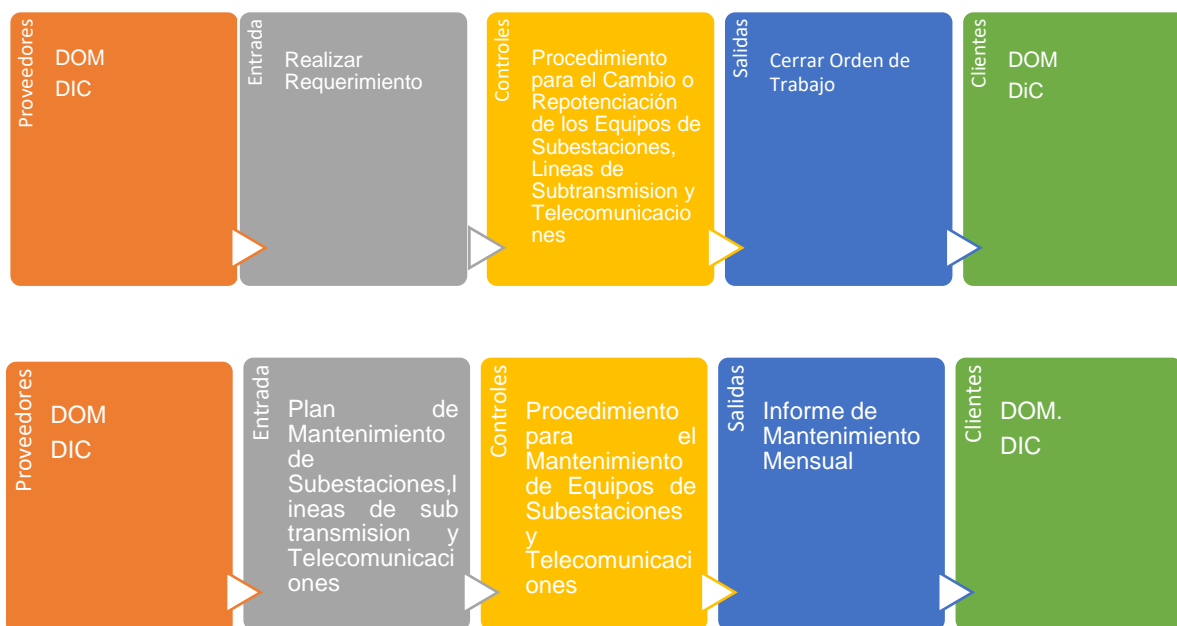 Proveedores
DOM
DIC
Entrada
Realizar
Requerimiento
Controles
Procedimiento
para el Cambio o
Repotenciación
de los Equipos de
Subestaciones,
Lineas de
Subtransmision y
Telecomunicacio
nes
Salidas
Cerrar Orden de
Trabajo
Clientes
DOM
DiC
Proveedores
DOM
DIC
Entrada
Plan de
Mantenimiento
de
Subestaciones,l
ineas de sub
transmision y
Telecomunicaci
ones
Controles
Procedimiento
para el
Mantenimiento
de Equipos de
Subestaciones
y
Telecomunicaci
ones
Salidas
Informe de
Mantenimiento
Mensual
Clientes
DOM.
DIC